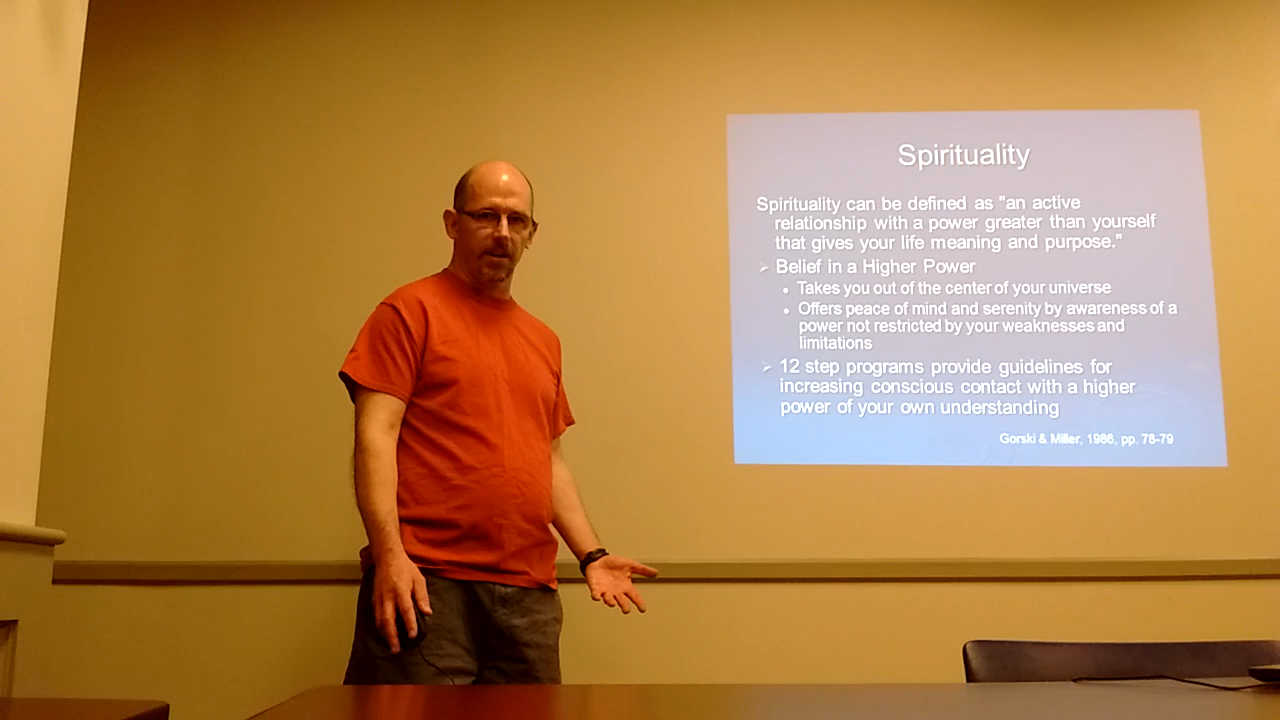 Spirituality
Spirituality can be defined as "an active
relationship with a power greater than yourself
that gives your life meaning and purpose."
➢ Belief in a Higher Power
• Takes you out of the center of your universe
• Offers peace of mind and serenity by awareness of a
power not restricted by your weaknesses and
limitations
➢ 12 step programs provide guidelines for
increasing conscious contact with a higher
power of your own understanding
Gorski & Miller, 1986, pp. 78-79